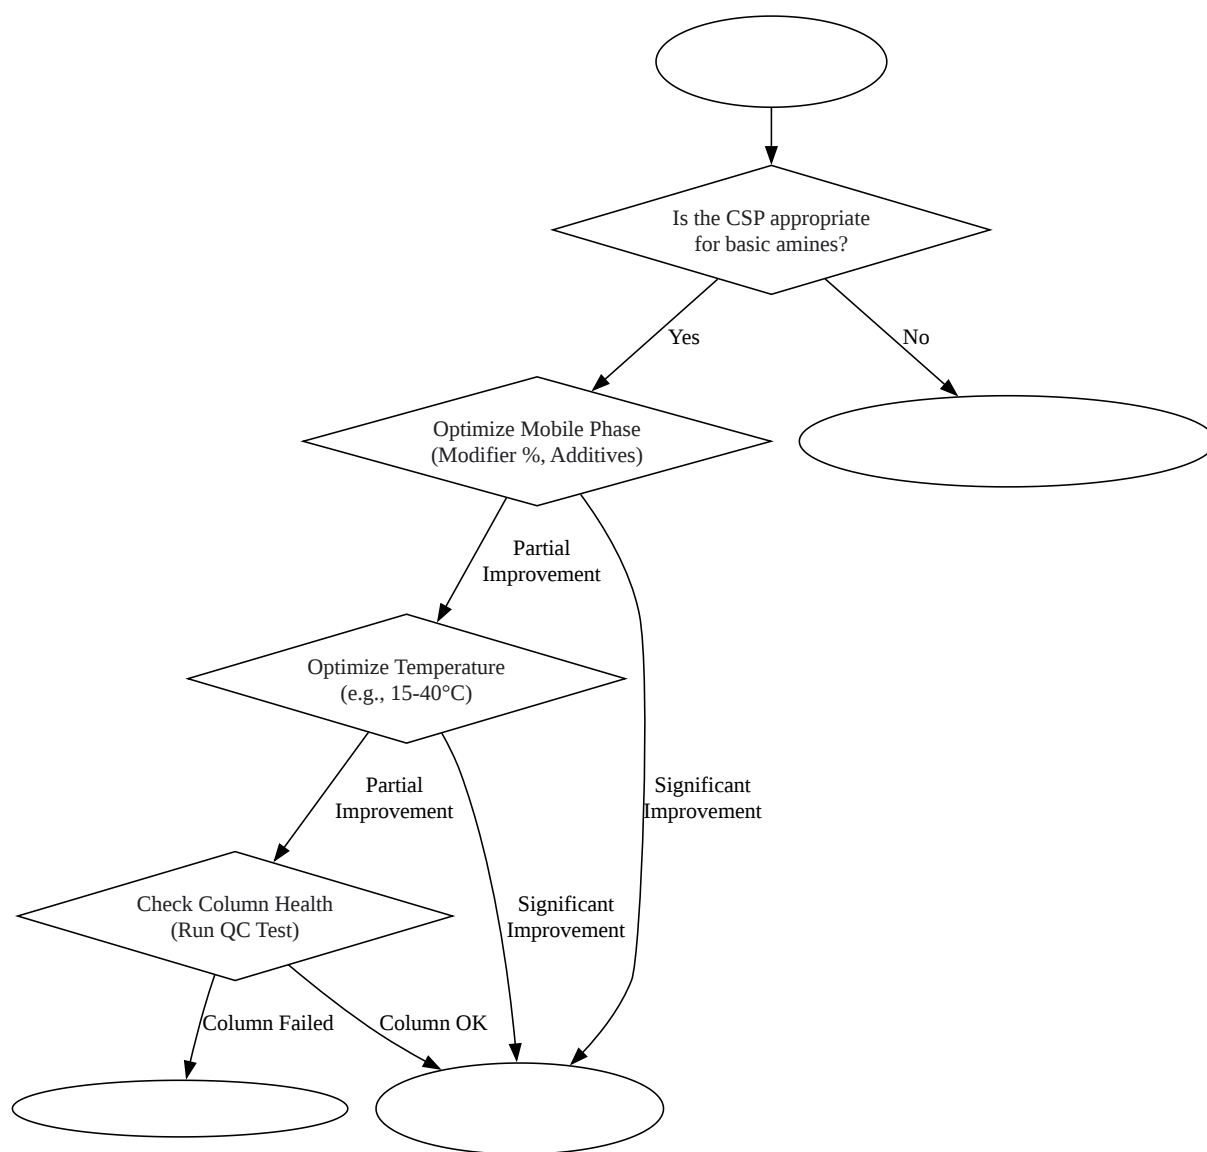 Is the CSP appropriate
for basic amines?
Yes
No
Optimize Mobile Phase
(Modifier %, Additives)
Partial
Improvement
Optimize Temperature
(e.g., 15-40°C)
Partial
Improvement
Significant
Improvement
Check Column Health
(Run QC Test)
Significant
Improvement
Column Failed
Column OK